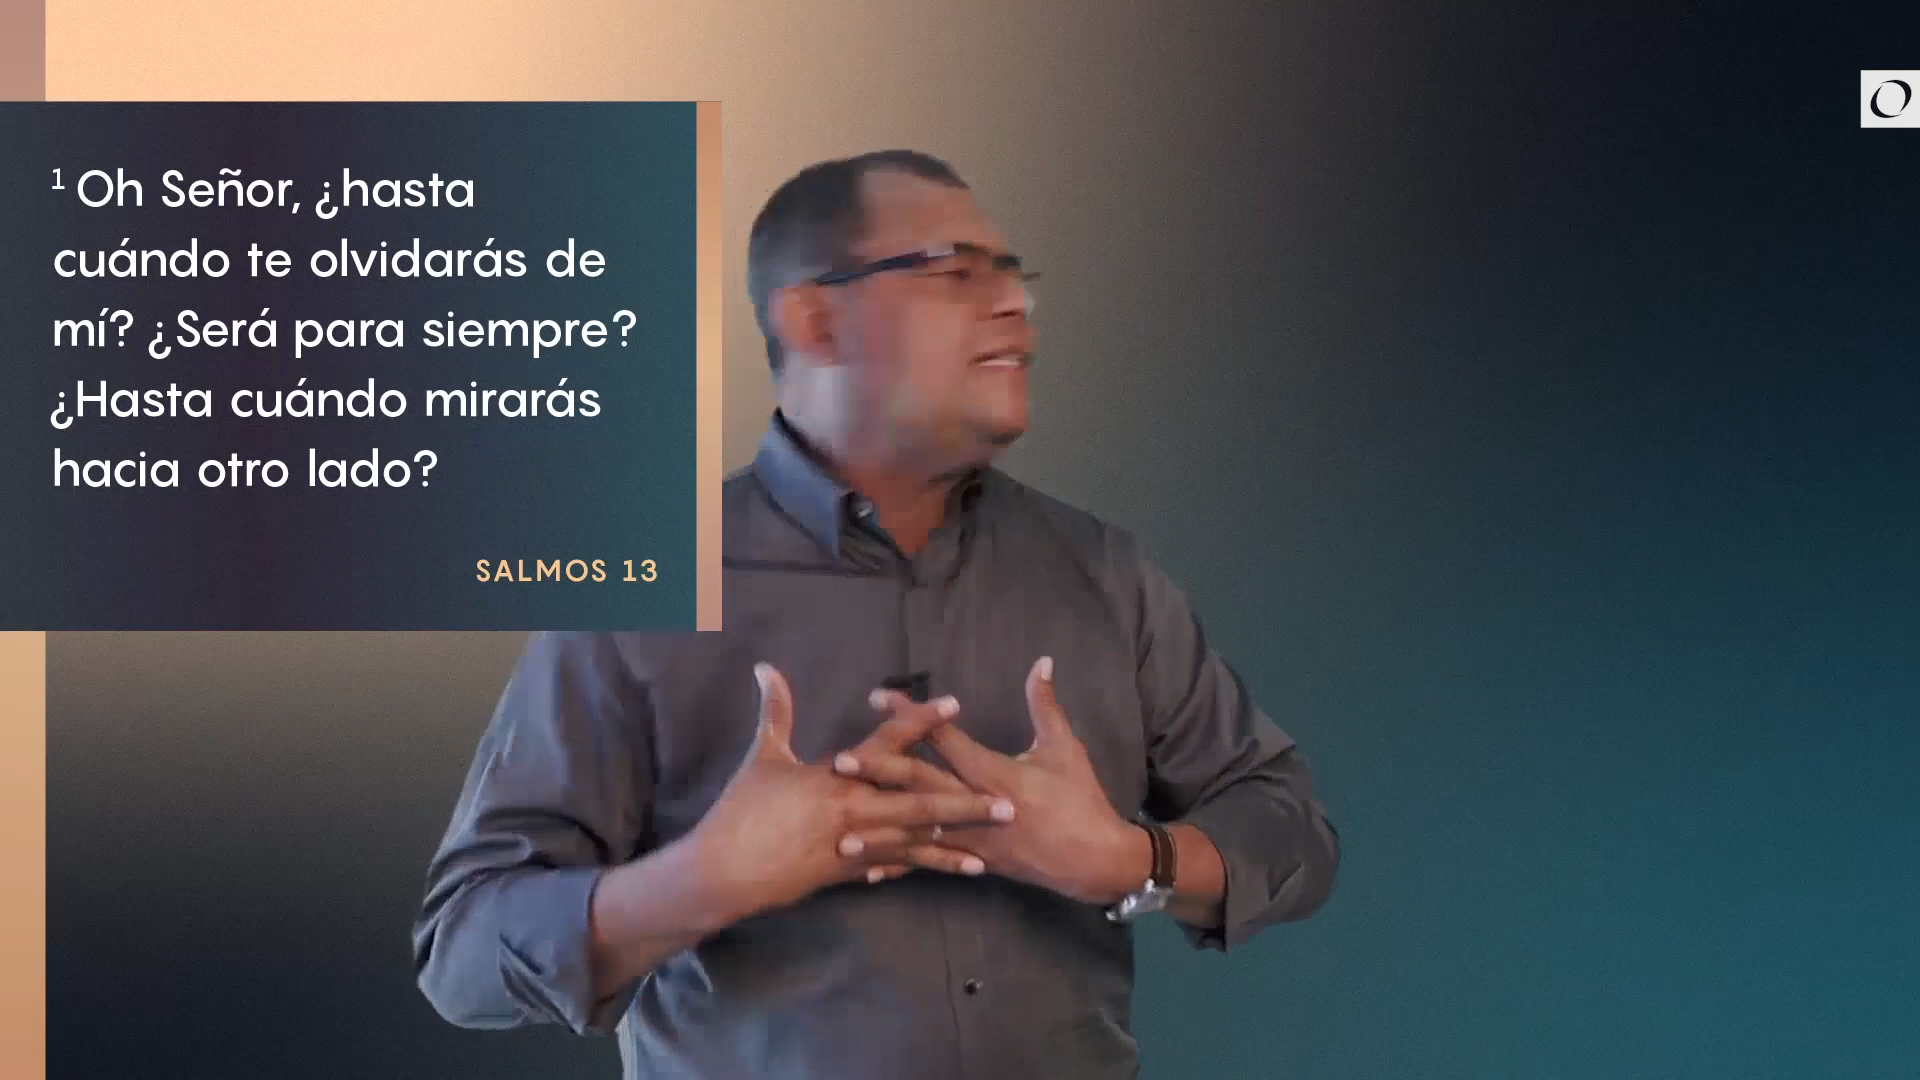 ¹ Oh Señor, ¿hasta
cuándo te olvidarás de
mí? ¿Será para siempre?
¿Hasta cuándo mirarás
hacia otro lado?
SALMOS 13